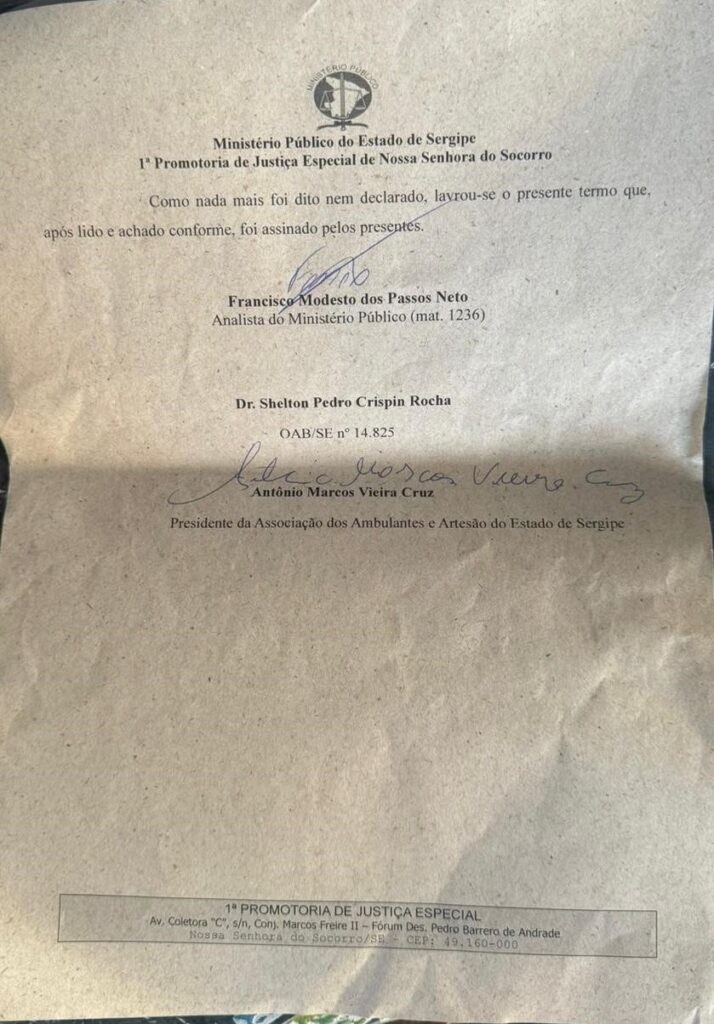 MINISTÉRIO PÚBLICO
Ministério Público do Estado de Sergipe
1ª Promotoria de Justiça Especial de Nossa Senhora do Socorro
Como nada mais foi dito nem declarado, lavrou-se o presente termo que,
após lido e achado conforme, foi assinado pelos presentes.
Francisco Modesto dos Passos Neto
Analista do Ministério Público (mat. 1236)
Dr. Shelton Pedro Crispin Rocha
OAB/SE nº 14.825
Marcos Vieira Cruz
Antônio Marcos Vieira Cruz
Presidente da Associação dos Ambulantes e Artesão do Estado de Sergipe
1ª PROMOTORIA DE JUSTIÇA ESPECIAL
Av. Coletora "C", s/n, Conj. Marcos Freire II – Fórum Des. Pedro Barrero de Andrade
Nossa Senhora do Socorro/SE - CEP: 49.160-000